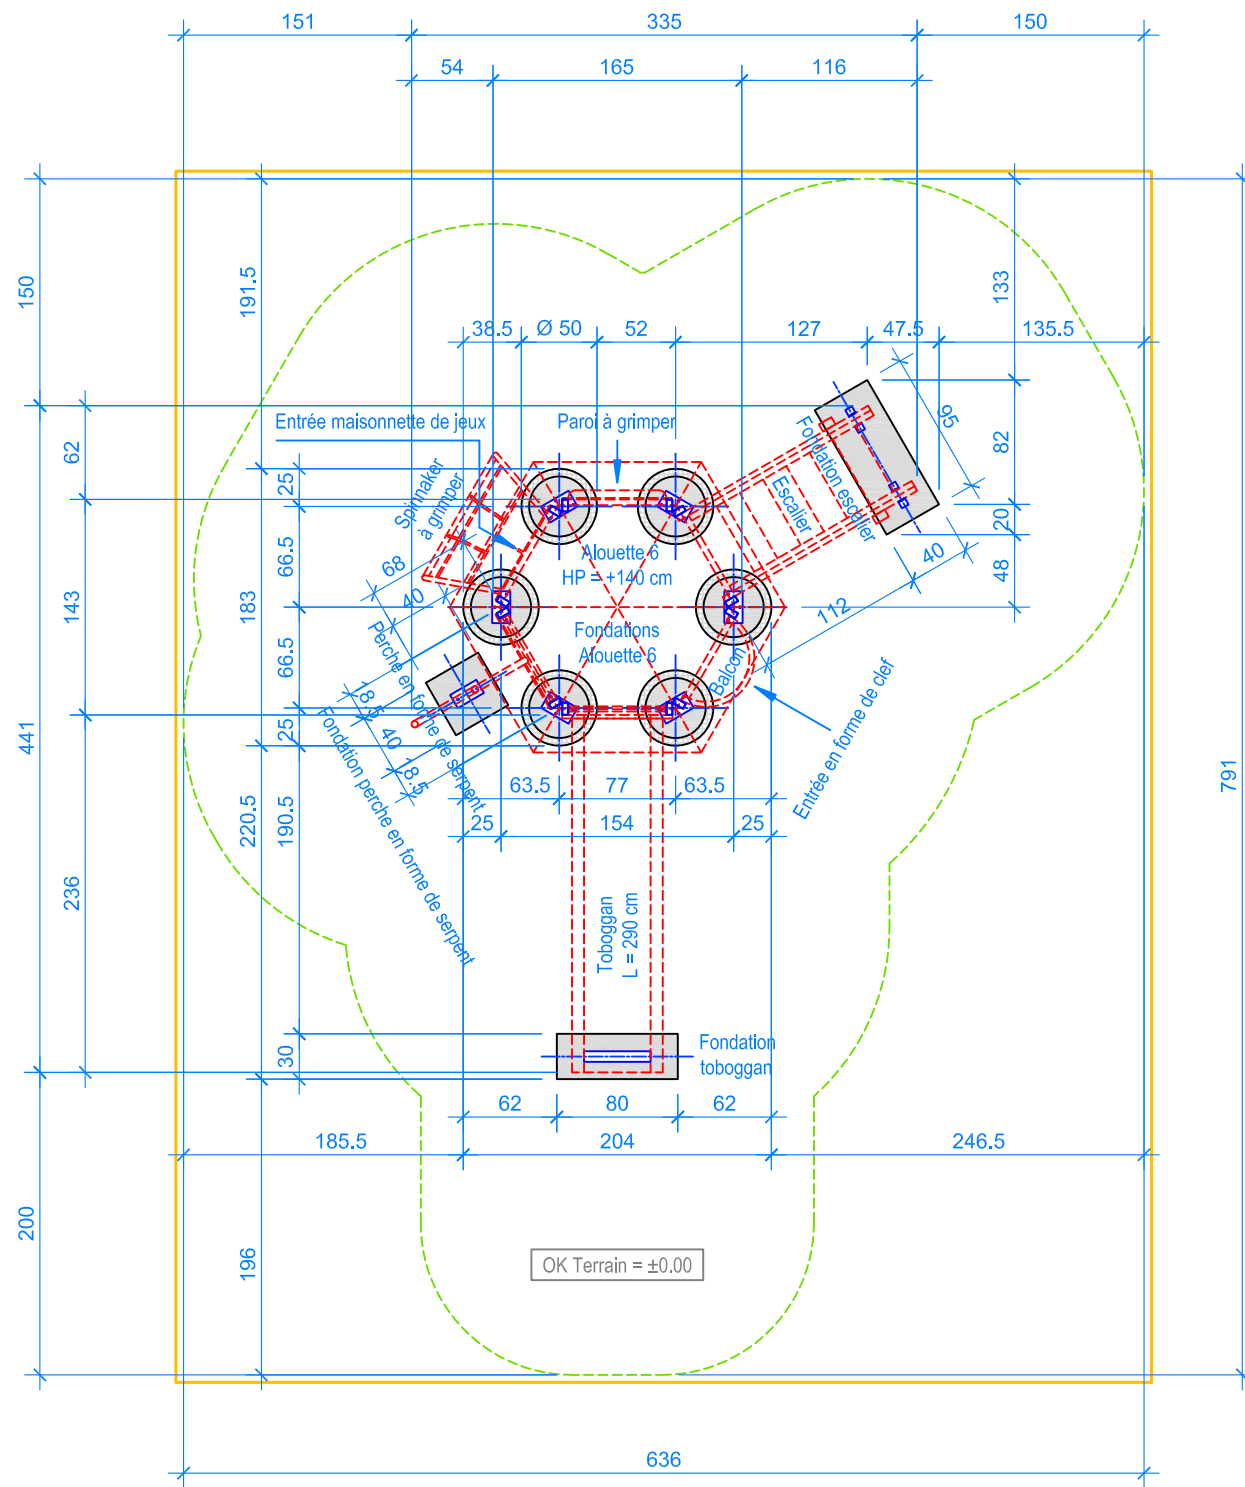 151
335
150
54
165
116
150
191.5
133
38.5
Ø 50
52
127
47.5
135.5
Entrée maisonnette de jeux
Paroi à grimper
95
62
25
82
Spinnaker
à grimper
Fondation escalier
Escalier
20
66.5
Alouette 6
HP = +140 cm
68
40
40
48
143
183
112
Fondations
Alouette 6
66.5
Perche en forme de serpent
Balcon
18.5
40
18.5
Fondation perche en forme de serpent
Entrée en forme de clef
25
441
791
63.5
77
63.5
220.5
190.5
25
154
25
236
Toboggan
L = 290 cm
30
Fondation
toboggan
62
80
62
185.5
204
246.5
200
196
OK Terrain = ±0.00
636